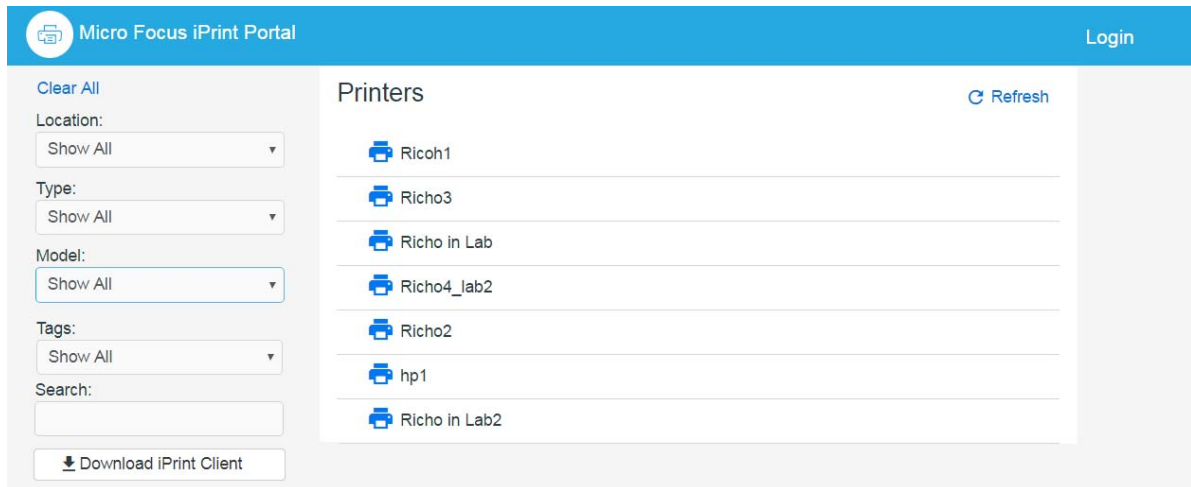 Micro Focus iPrint Portal
Login
Clear All
Location:
Show All
Type:
Show All
Model:
Show All
Tags:
Show All
Search:
Download iPrint Client
Printers
Refresh
Ricoh1
Richo3
Richo in Lab
Richo4_lab2
Richo2
hp1
Richo in Lab2